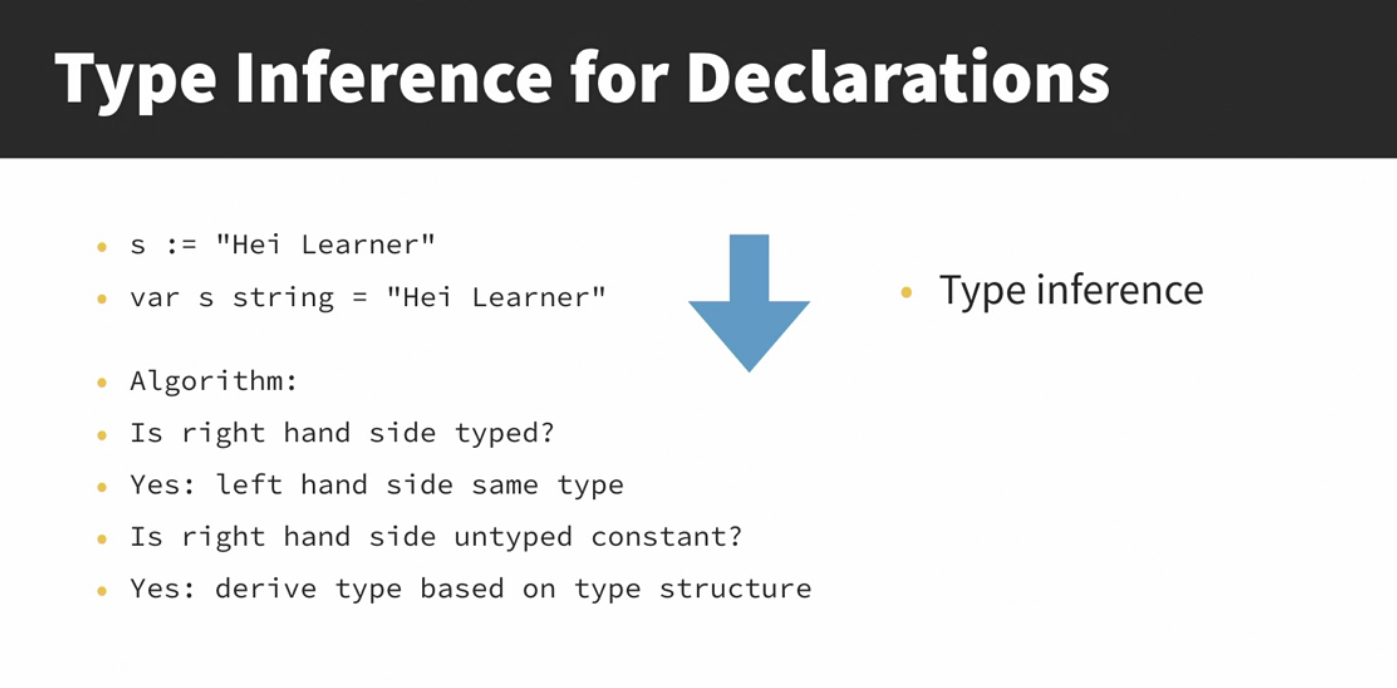 Type Inference for Declarations
• s := "Hei Learner"
• var s string = "Hei Learner"
• Algorithm:
• Is right hand side typed?
• Yes: left hand side same type
• Is right hand side untyped constant?
• Yes: derive type based on type structure
• Type inference